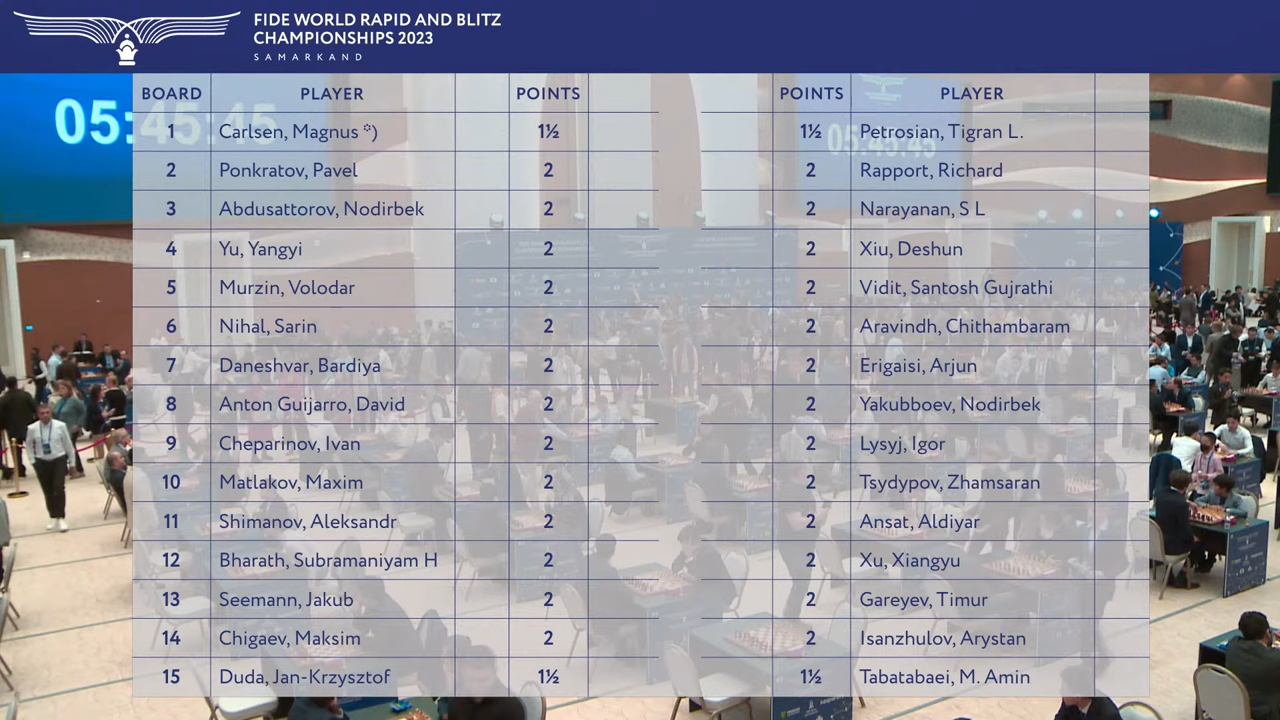 FIDE WORLD RAPID AND BLITZ
CHAMPIONSHIPS 2023
SAMARKAND
BOARD PLAYER POINTS POINTS PLAYER
1 Carlsen, Magnus *) 1½ 1½ Petrosian, Tigran L.
2 Ponkratov, Pavel 2 2 Rapport, Richard
3 Abdusattorov, Nodirbek 2 2 Narayanan, S L
4 Yu, Yangyi 2 2 Xiu, Deshun
5 Murzin, Volodar 2 2 Vidit, Santosh Gujrathi
6 Nihal, Sarin 2 2 Aravindh, Chithambaram
7 Daneshvar, Bardiya 2 2 Erigaisi, Arjun
8 Anton Guijarro, David 2 2 Yakubboev, Nodirbek
9 Cheparinov, Ivan 2 2 Lysyj, Igor
10 Matlakov, Maxim 2 2 Tsydypov, Zhamsaran
11 Shimanov, Aleksandr 2 2 Ansat, Aldiyar
12 Bharath, Subramaniyam H 2 2 Xu, Xiangyu
13 Seemann, Jakub 2 2 Gareyev, Timur
14 Chigaev, Maksim 2 2 Isanzhulov, Arystan
15 Duda, Jan-Krzysztof 1½ 1½ Tabatabaei, M. Amin
05:45:45
05:45:45